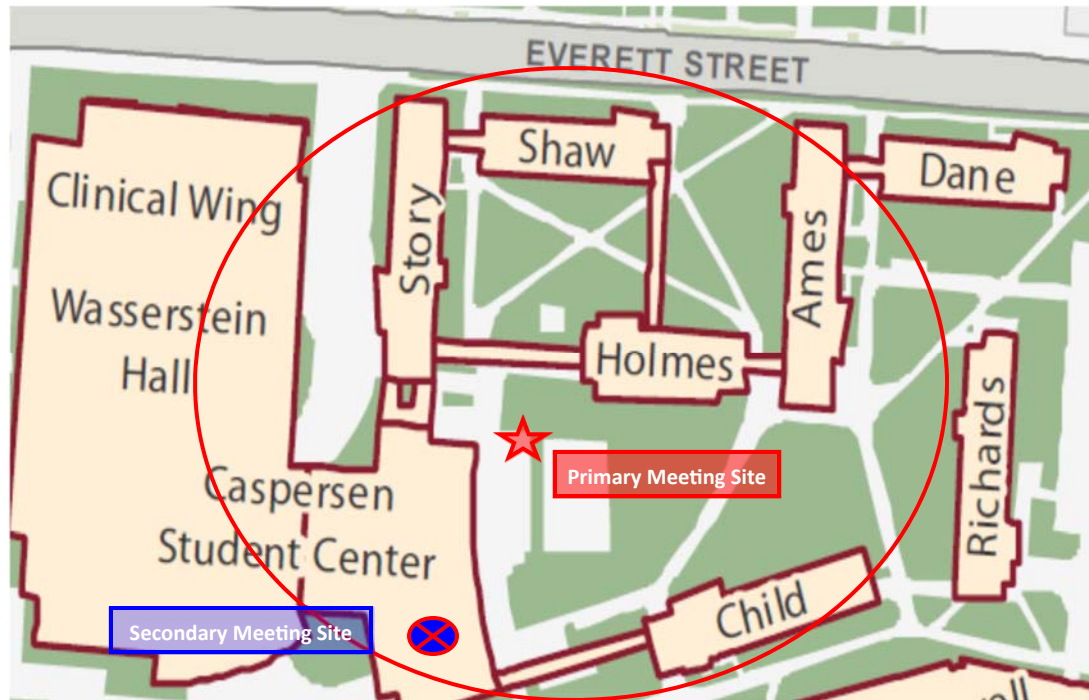 EVERETT STREET
Shaw
Dane
Clinical Wing
Story
Ames
Wasserstein
Hall
Holmes
Richards
Primary Meeting Site
Caspersen
Student Center
Child
Secondary Meeting Site